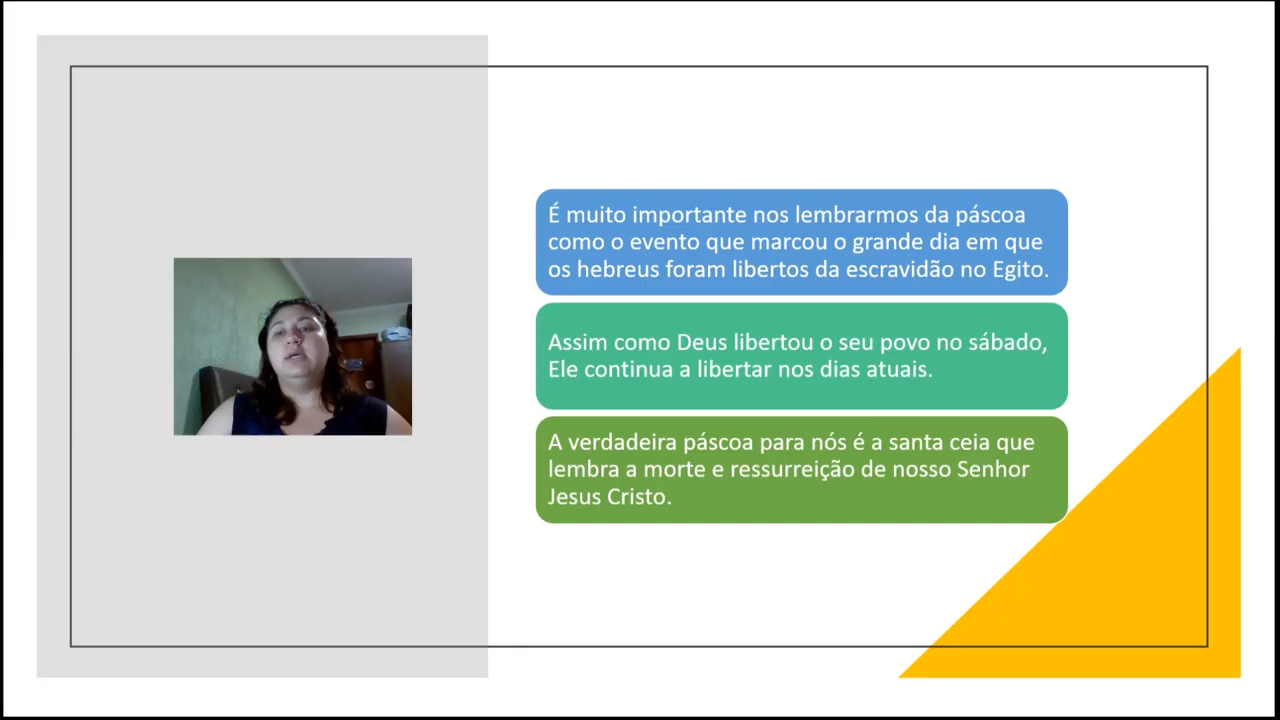 É muito importante nos lembrarmos da páscoa
como o evento que marcou o grande dia em que
os hebreus foram libertos da escravidão no Egito.
Assim como Deus libertou o seu povo no sábado,
Ele continua a libertar nos dias atuais.
A verdadeira páscoa para nós é a santa ceia que
lembra a morte e ressurreição de nosso Senhor
Jesus Cristo.